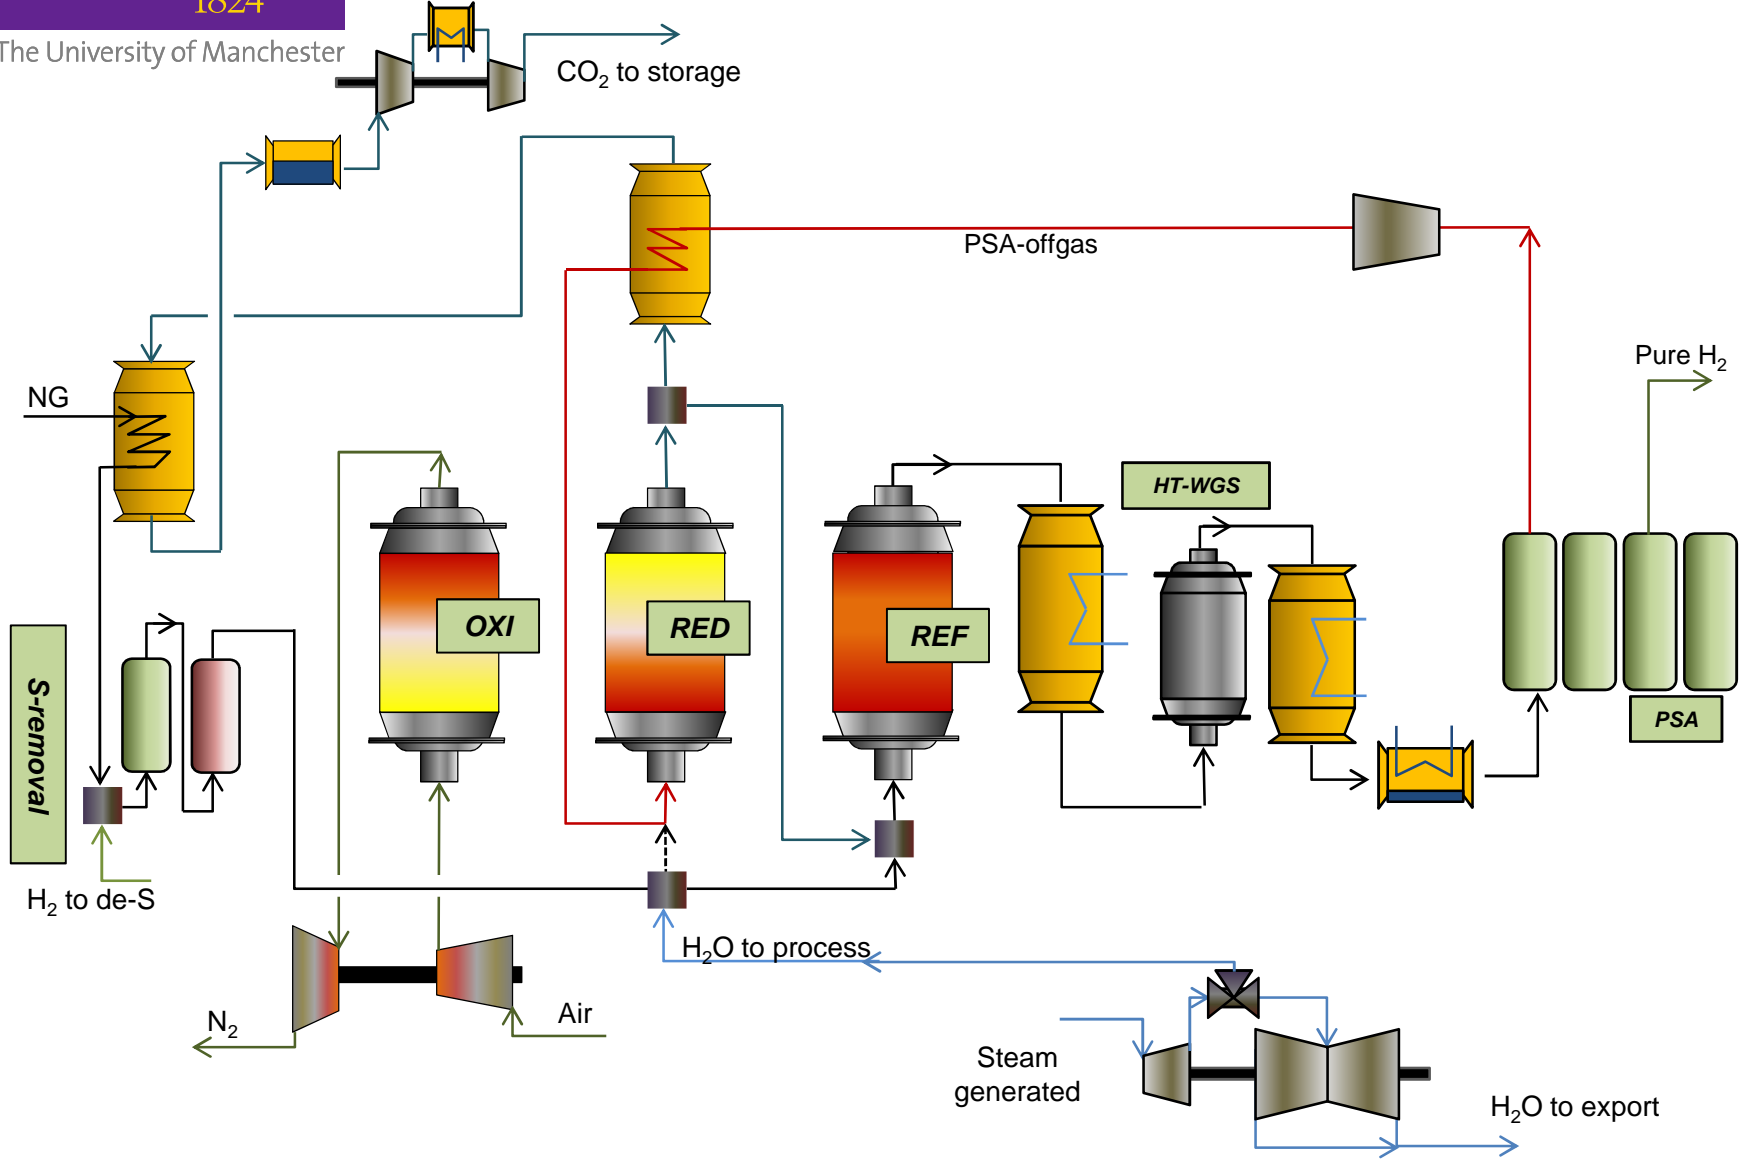 1824
The University of Manchester
CO₂ to storage
PSA-offgas
Pure H₂
NG
HT-WGS
OXI
RED
REF
S-removal
PSA
H₂ to de-S
H₂O to process
N₂
Air
Steam
generated
H₂O to export